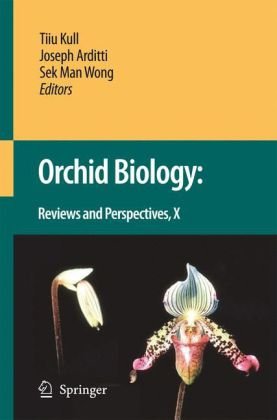 Tiiu Kull
Joseph Arditti
Sek Man Wong
Editors
Orchid Biology:
Reviews and Perspectives, X
Springer